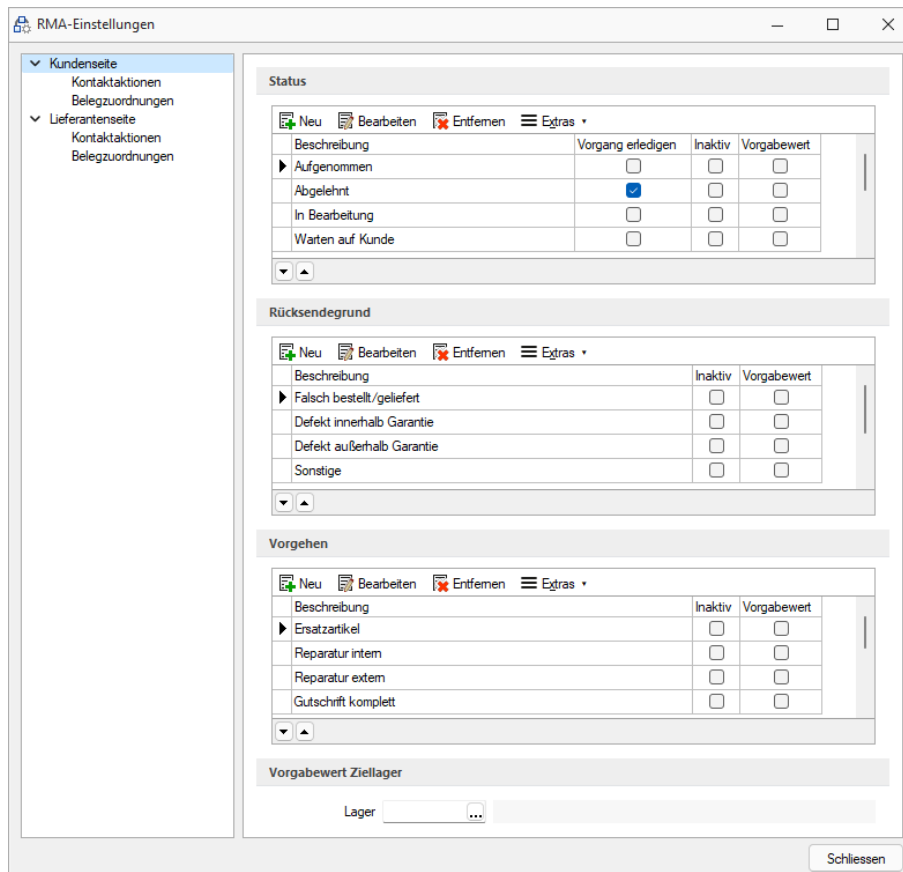 RMA-Einstellungen
Kundenseite
Kontaktaktionen
Belegzuordnungen
Lieferantenseite
Kontaktaktionen
Belegzuordnungen
Status
Neu Bearbeiten Entfernen Extras
Beschreibung Vorgang erledigen Inaktiv Vorgabewert
Aufgenommen
Abgelehnt
In Bearbeitung
Warten auf Kunde
Rücksendegrund
Neu Bearbeiten Entfernen Extras
Beschreibung Inaktiv Vorgabewert
Falsch bestellt/geliefert
Defekt innerhalb Garantie
Defekt außerhalb Garantie
Sonstige
Vorgehen
Neu Bearbeiten Entfernen Extras
Beschreibung Inaktiv Vorgabewert
Ersatzartikel
Reparatur intern
Reparatur extern
Gutschrift komplett
Vorgabewert Ziellager
Lager ...
Schliessen